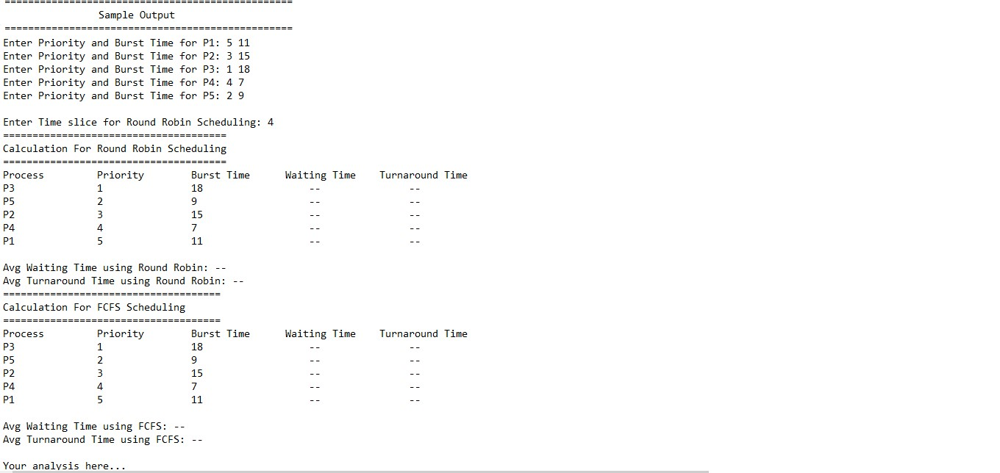 =================================================
Sample Output
=================================================
Enter Priority and Burst Time for P1: 5 11
Enter Priority and Burst Time for P2: 3 15
Enter Priority and Burst Time for P3: 1 18
Enter Priority and Burst Time for P4: 4 7
Enter Priority and Burst Time for P5: 2 9
Enter Time slice for Round Robin Scheduling: 4
======================================
Calculation For Round Robin Scheduling
======================================
Process Priority Burst Time Waiting Time Turnaround Time
P3 1 18 -- --
P5 2 9 -- --
P2 3 15 -- --
P4 4 7 -- --
P1 5 11 -- --
Avg Waiting Time using Round Robin: --
Avg Turnaround Time using Round Robin: --
=====================================
Calculation For FCFS Scheduling
=====================================
Process Priority Burst Time Waiting Time Turnaround Time
P3 1 18 -- --
P5 2 9 -- --
P2 3 15 -- --
P4 4 7 -- --
P1 5 11 -- --
Avg Waiting Time using FCFS: --
Avg Turnaround Time using FCFS: --
Your analysis here...